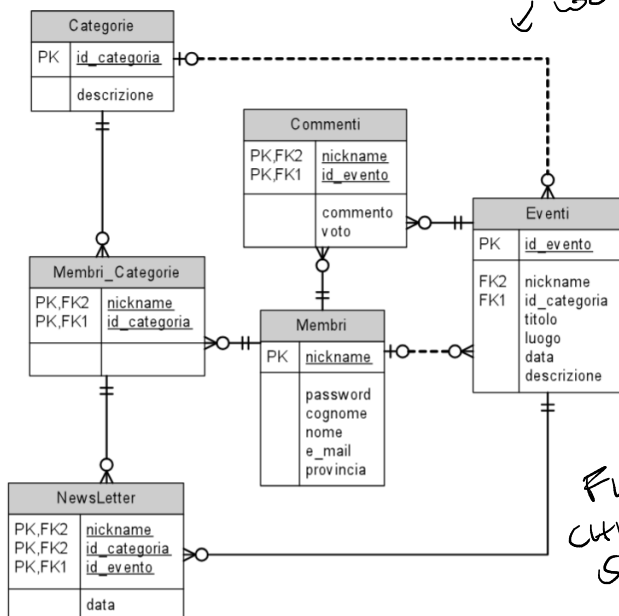 Categorie
PK id_categoria
descrizione
Commenti
PK,FK2 nickname
PK,FK1 id_evento
commento
voto
Eventi
PK id_evento
FK2 nickname
FK1 id_categoria
titolo
luogo
data
descrizione
Membri_Categorie
PK,FK2 nickname
PK,FK1 id_categoria
Membri
PK nickname
password
cognome
nome
e_mail
provincia
NewsLetter
PK,FK2 nickname
PK,FK2 id_categoria
PK,FK1 id_evento
data